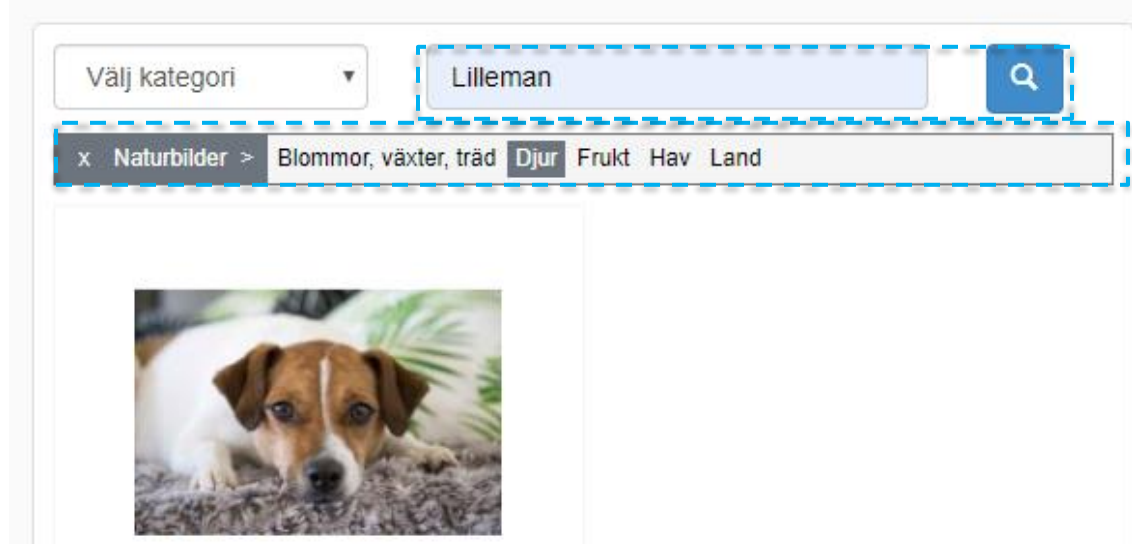 Välj kategori Lilleman
x Naturbilder > Blommor, växter, träd Djur Frukt Hav Land